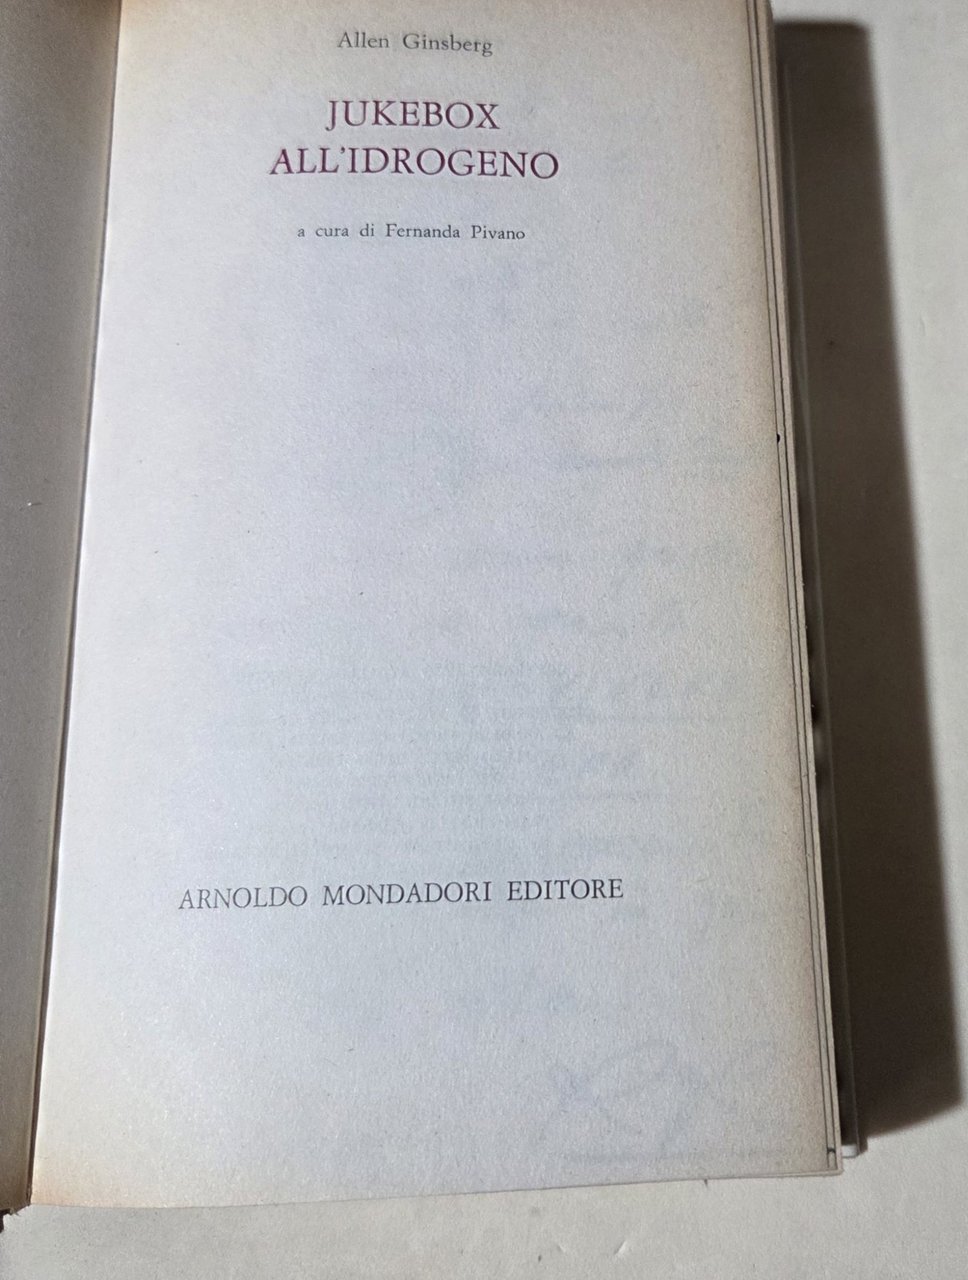 Allen Ginsberg
JUKEBOX
ALL'IDROGENO
a cura di Fernanda Pivano
ARNOLDO MONDADORI EDITORE